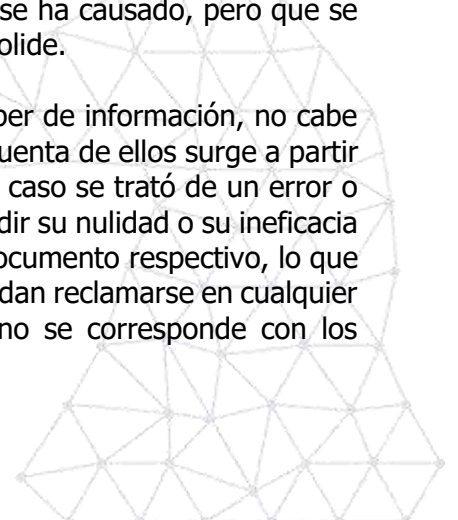 se ha causado, pero que se
olide.
ber de información, no cabe
uenta de ellos surge a partir
caso se trató de un error o
dir su nulidad o su ineficacia
ocumento respectivo, lo que
dan reclamarse en cualquier
no se corresponde con los